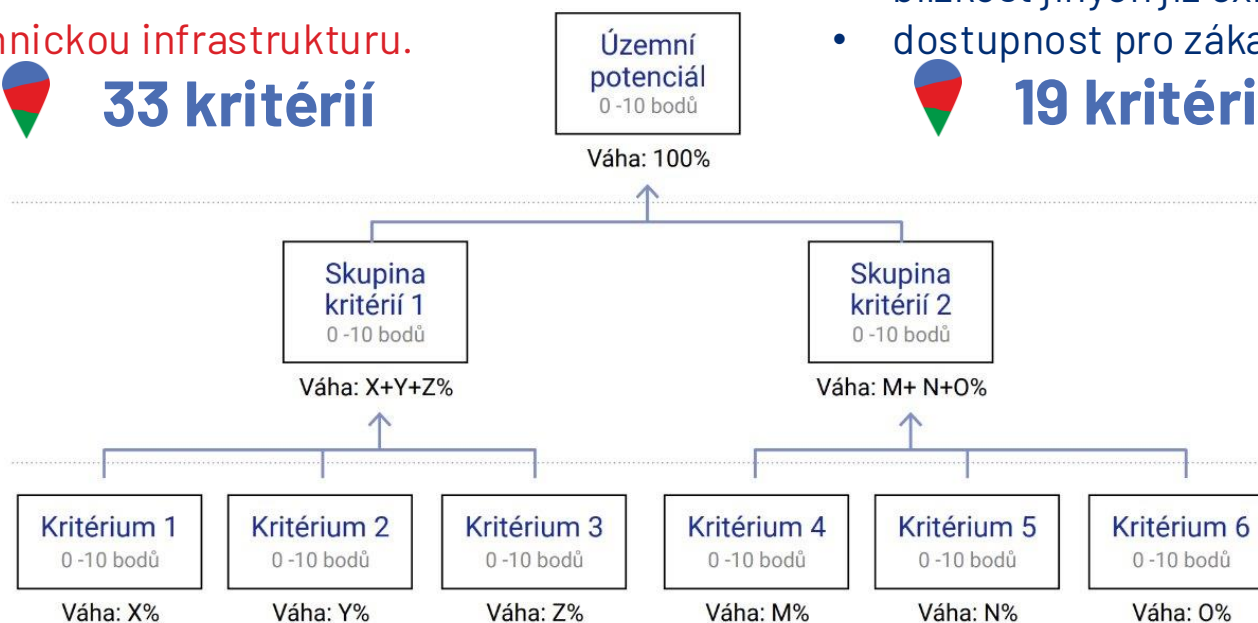 hnickou infrastrukturu.
33 kritérií
Územní
potenciál
0 -10 bodů
Váha: 100%
dostupnost pro záka
19 kritéri
Skupina
kritérií 1
0 -10 bodů
Váha: X+Y+Z%
Skupina
kritérií 2
0 -10 bodů
Váha: M+ N+O%
Kritérium 1
0 -10 bodů
Váha: X%
Kritérium 2
0 -10 bodů
Váha: Y%
Kritérium 3
0 -10 bodů
Váha: Z%
Kritérium 4
0 -10 bodů
Váha: M%
Kritérium 5
0 -10 bodů
Váha: N%
Kritérium 6
0 -10 bodů
Váha: O%